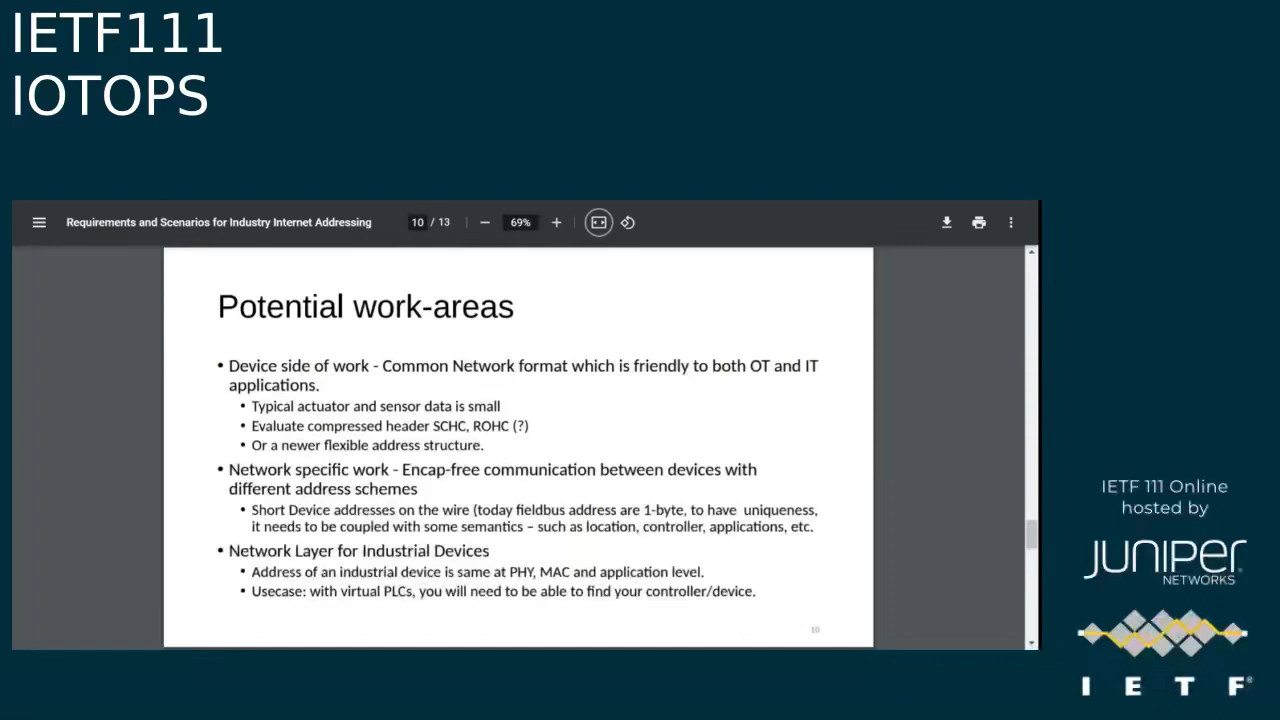 IETF111
IOTOPS
Requirements and Scenarios for Industry Internet Addressing
10 / 13
69%
Potential work-areas
• Device side of work - Common Network format which is friendly to both OT and IT
applications.
• Typical actuator and sensor data is small
• Evaluate compressed header SCHC, ROHC (?)
• Or a newer flexible address structure.
• Network specific work - Encap-free communication between devices with
different address schemes
• Short Device addresses on the wire (today fieldbus address are 1-byte, to have uniqueness,
it needs to be coupled with some semantics – such as location, controller, applications, etc.
• Network Layer for Industrial Devices
• Address of an industrial device is same at PHY, MAC and application level.
• Usecase: with virtual PLCs, you will need to be able to find your controller/device.
10
IETF 111 Online
hosted by
JUNIPER
NETWORKS
I E T F®